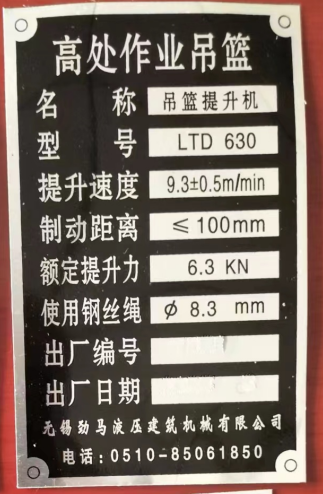 高处作业吊篮
名 称 吊篮提升机
型 号 LTD 630
提升速度 9.3±0.5m/min
制动距离 ≤100mm
额定提升力 6.3 KN
使用钢丝绳 ϕ 8.3 mm
出厂编号
出厂日期
无锡劲马液压建筑机械有限公司
电话:0510-85061850